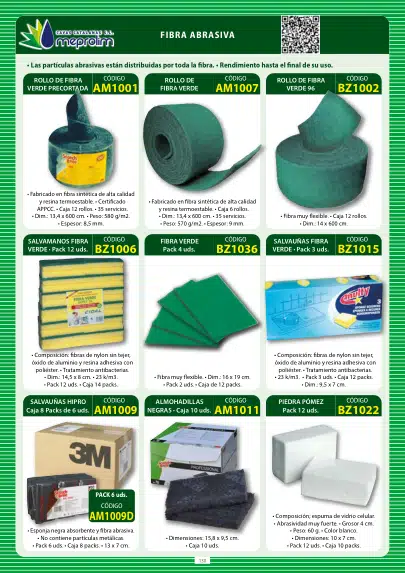 TAPAS CATALANAS S.L.
meprolim
FIBRA ABRASIVA
• Las partículas abrasivas están distribuidas por toda la fibra. • Rendimiento hasta el final de su uso.
ROLLO DE FIBRA
VERDE PRECORTADA
CÓDIGO
AM1001
• Fabricado en fibra sintética de alta calidad
y resina termoestable. • Certificado
APPCC. • Caja 12 rollos. • 35 servicios.
• Dim.: 13,4 x 600 cm. • Peso: 580 g/m2.
• Espesor: 8,5 mm.
ROLLO DE
FIBRA VERDE
CÓDIGO
AM1007
• Fabricado en fibra sintética de alta calidad
y resina termoestable. • Caja 6 rollos.
• Dim.: 13,4 x 600 cm. • 35 servicios.
• Peso: 570 g/m2. • Espesor: 9 mm.
ROLLO DE FIBRA
VERDE 96
CÓDIGO
BZ1002
• Fibra muy flexible. • Caja 12 rollos.
• Dim.: 14 x 600 cm.
SALVAMANOS FIBRA
VERDE - Pack 12 uds.
CÓDIGO
BZ1006
• Composición: fibras de nylon sin tejer,
óxido de aluminio y resina adhesiva con
poliéster. • Tratamiento antibacterias.
• Dim.: 14,5 x 8 cm. • 23 k/m3.
• Pack 12 uds. • Caja 14 packs.
FIBRA VERDE
Pack 4 uds.
CÓDIGO
BZ1036
• Fibra muy flexible. • Dim.: 16 x 19 cm.
• Pack 2 uds. • Caja de 12 packs.
SALVAUÑAS FIBRA
VERDE - Pack 3 uds.
CÓDIGO
BZ1015
• Composición: fibras de nylon sin tejer,
óxido de aluminio y resina adhesiva con
poliéster. • Tratamiento antibacterias.
• 23 k/m3. • Pack 3 uds. • Caja 12 packs.
• Dim.: 9,5 x 7 cm.
SALVAUÑAS HIPRO
Caja 8 Packs de 6 uds.
CÓDIGO
AM1009
3M
PACK 6 uds.
CÓDIGO
AM1009D
• Esponja negra absorbente y fibra abrasiva.
• No contiene partículas metálicas.
• Pack 6 uds. • Caja 8 packs: • 13 x 7 cm.
ALMOHADILLAS
NEGRAS - Caja 10 uds.
CÓDIGO
AM1011
PROFESSIONAL
• Dimensiones: 15,8 x 9,5 cm.
• Caja 10 uds.
PIEDRA PÓMEZ
Pack 12 uds.
CÓDIGO
BZ1022
• Composición; espuma de vidrio celular.
• Abrasividad muy fuerte. • Grosor 4 cm.
• Peso: 60 g. • Color blanco.
• Dimensiones: 10 x 7 cm.
• Pack 12 uds. • Caja 10 packs.